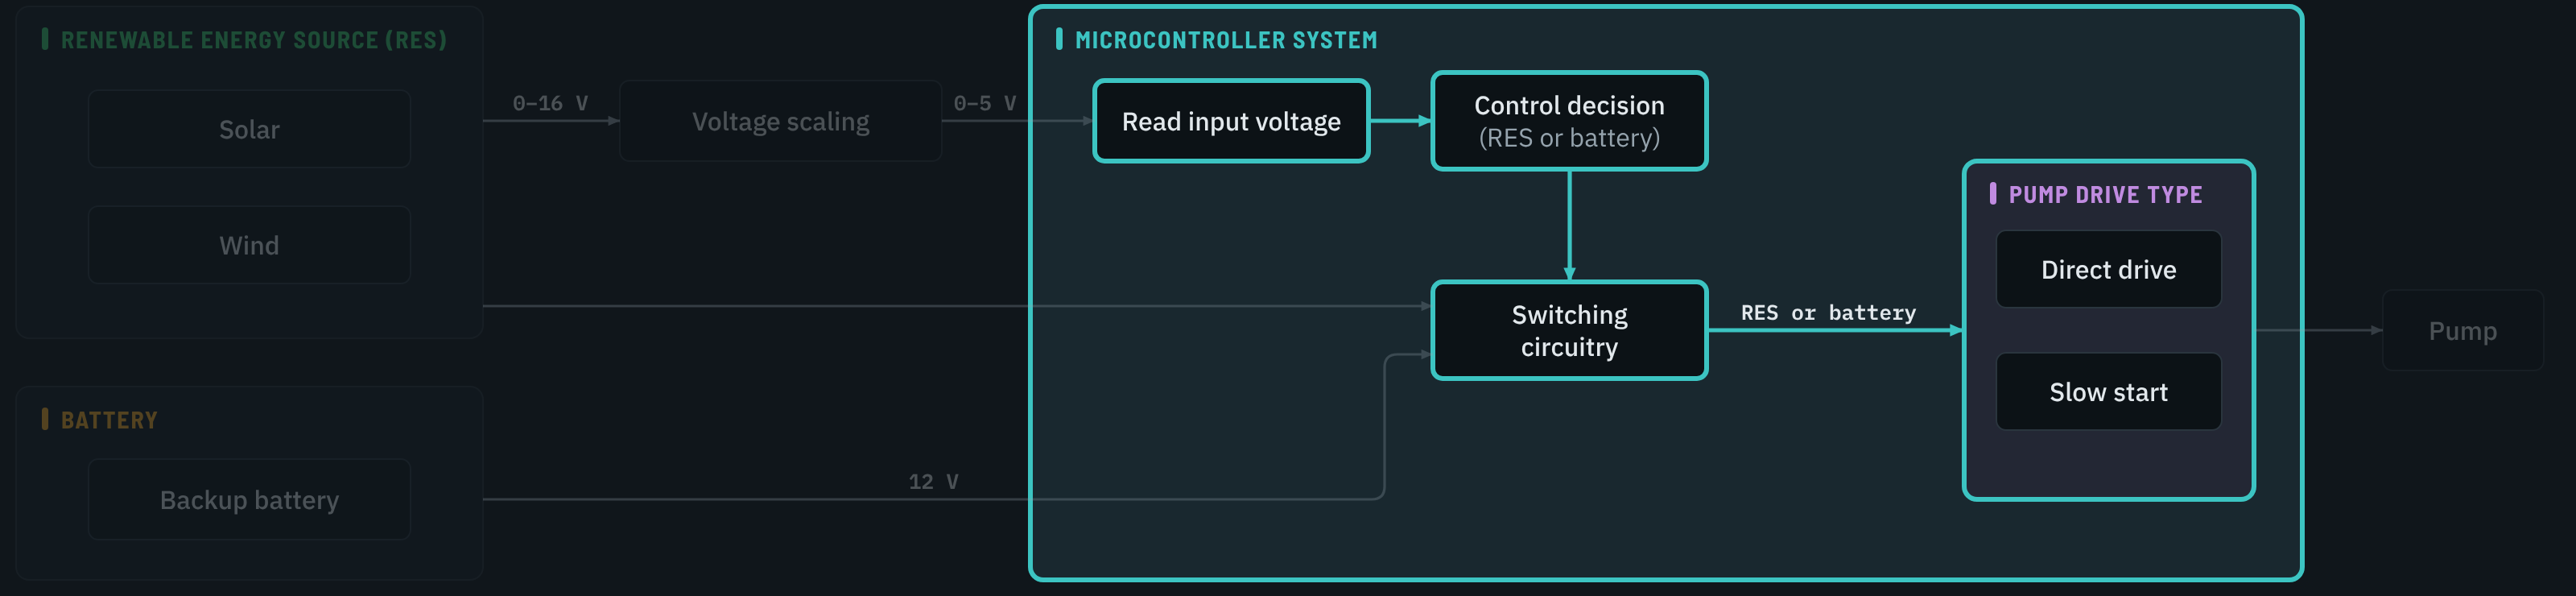 RENEWABLE ENERGY SOURCE (RES)
Solar
Wind
0–16 V
Voltage scaling
0–5 V
BATTERY
Backup battery
12 V
MICROCONTROLLER SYSTEM
Read input voltage
Control decision
(RES or battery)
Switching
circuitry
RES or battery
PUMP DRIVE TYPE
Direct drive
Slow start
Pump